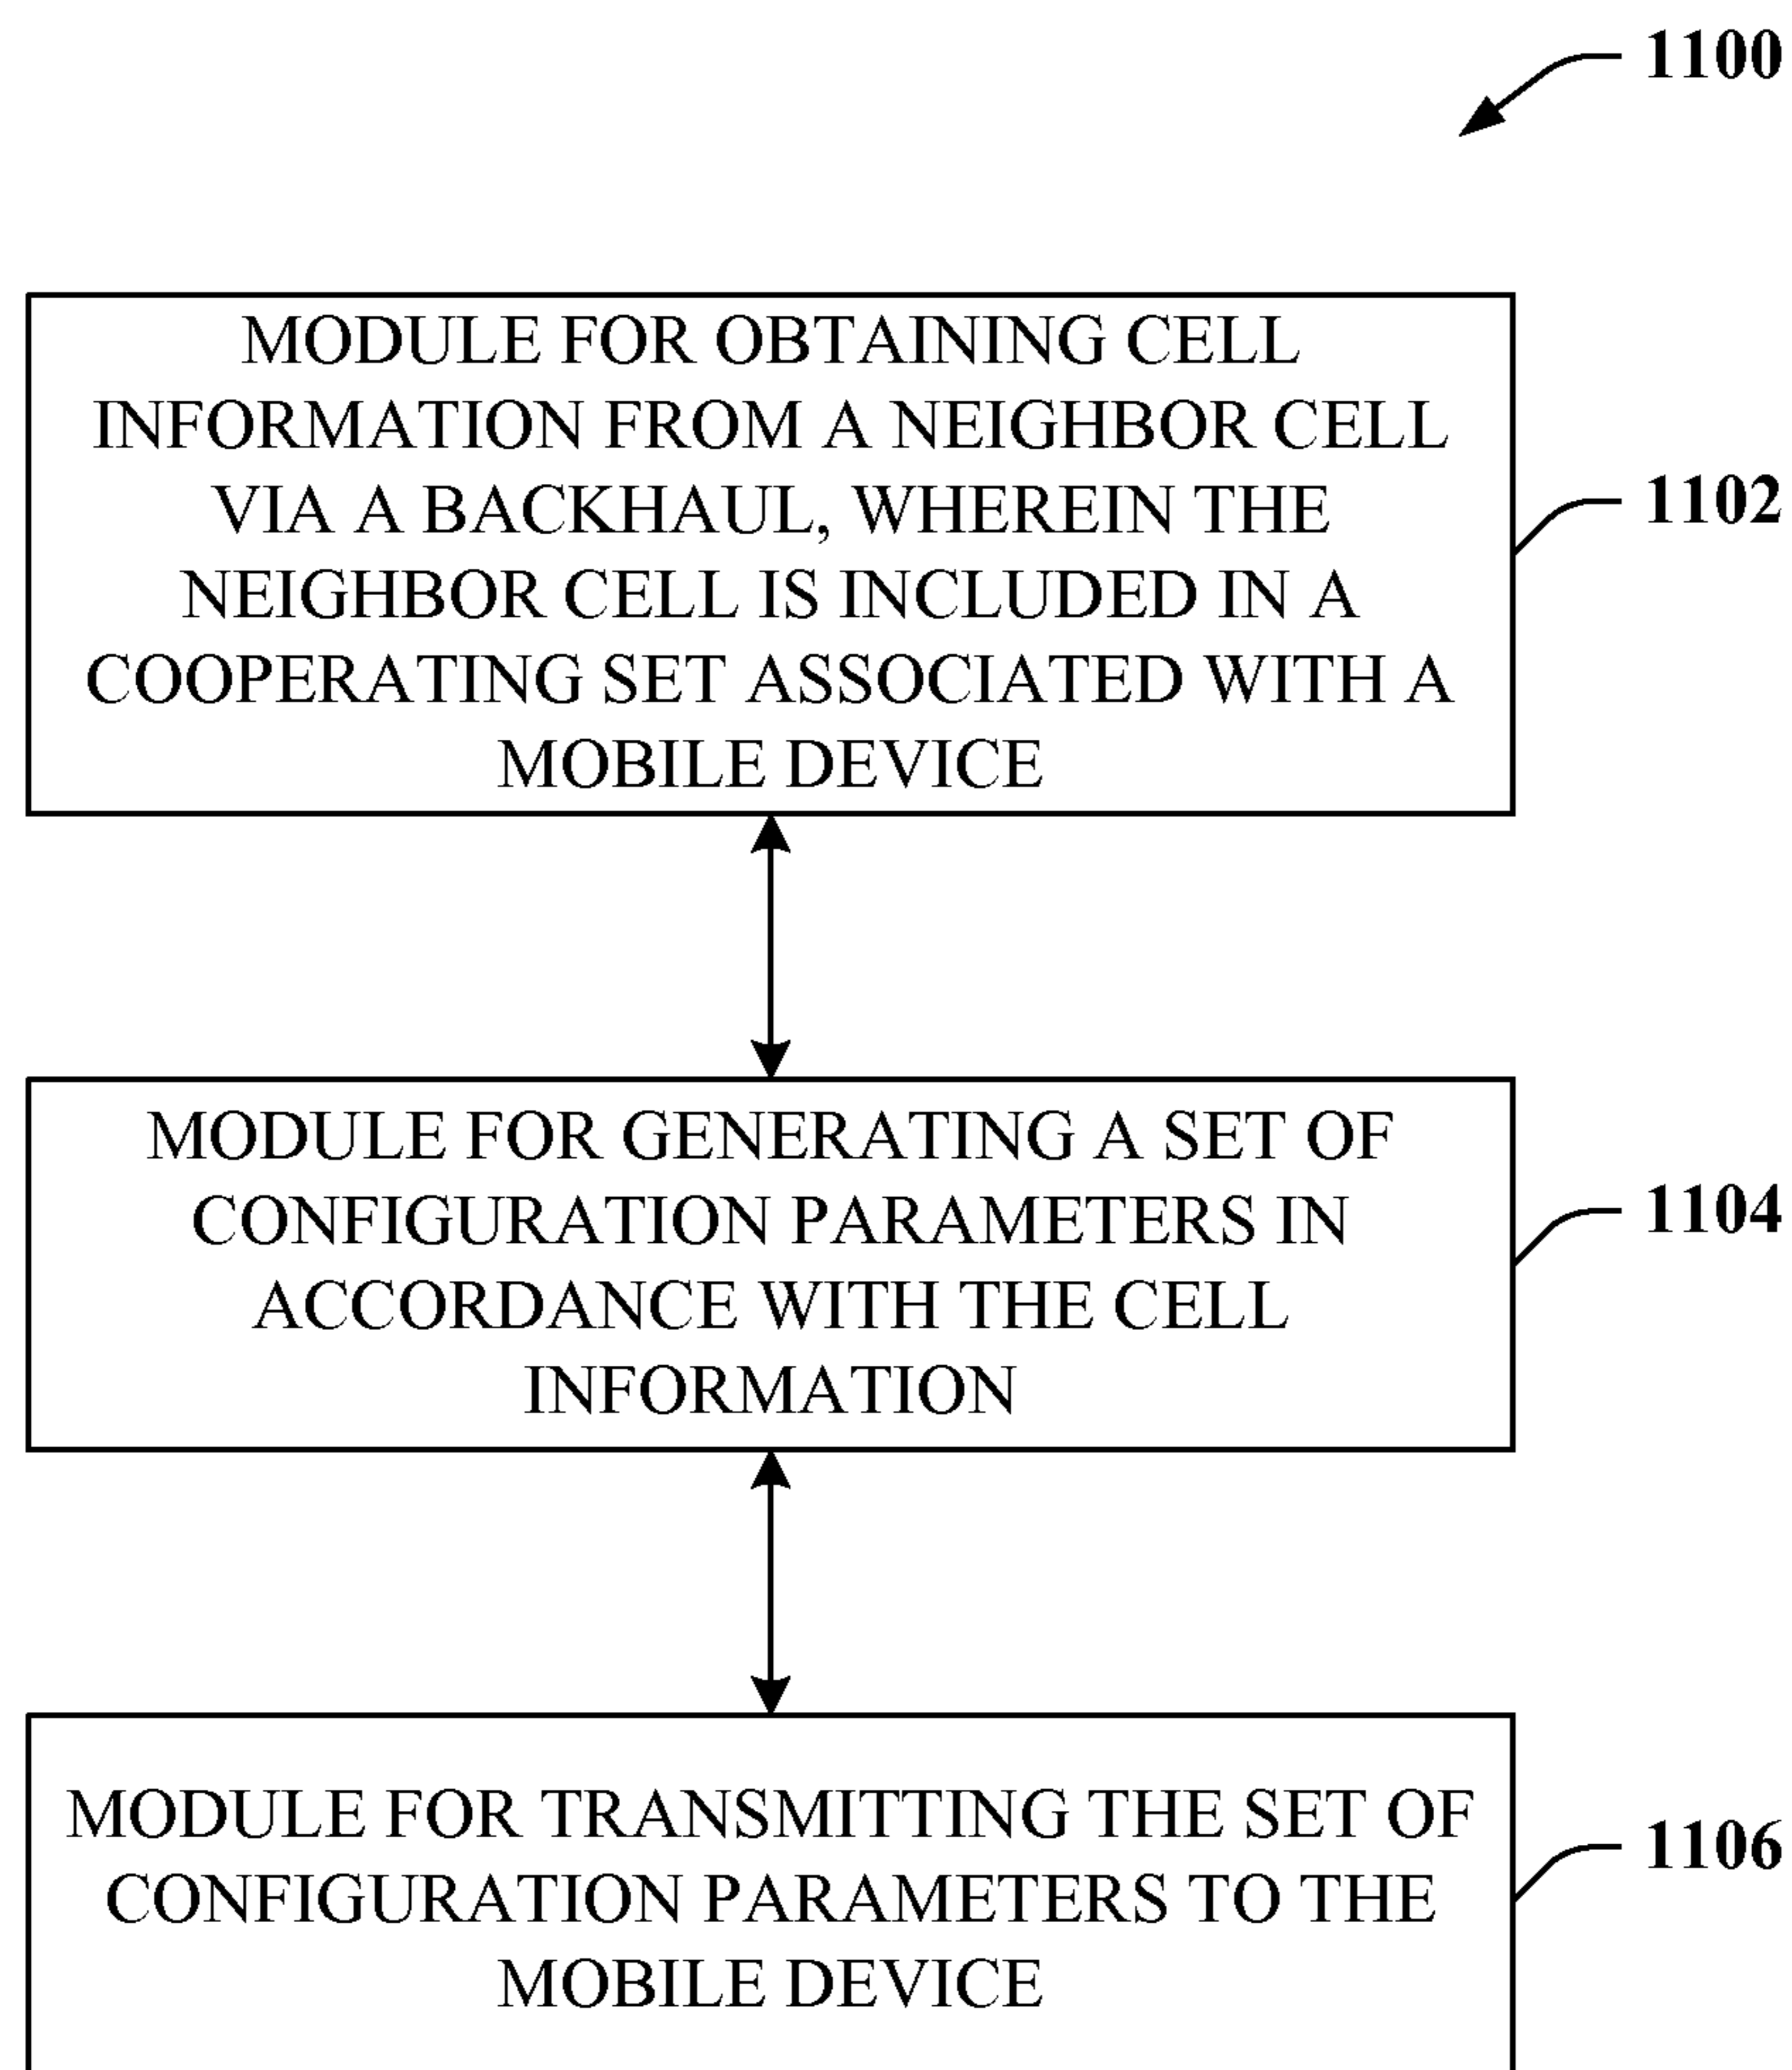 1100
MODULE FOR OBTAINING CELL
INFORMATION FROM A NEIGHBOR CELL
VIA A BACKHAUL, WHEREIN THE
NEIGHBOR CELL IS INCLUDED IN A
COOPERATING SET ASSOCIATED WITH A
MOBILE DEVICE
1102
MODULE FOR GENERATING A SET OF
CONFIGURATION PARAMETERS IN
ACCORDANCE WITH THE CELL
INFORMATION
1104
MODULE FOR TRANSMITTING THE SET OF
CONFIGURATION PARAMETERS TO THE
MOBILE DEVICE
1106